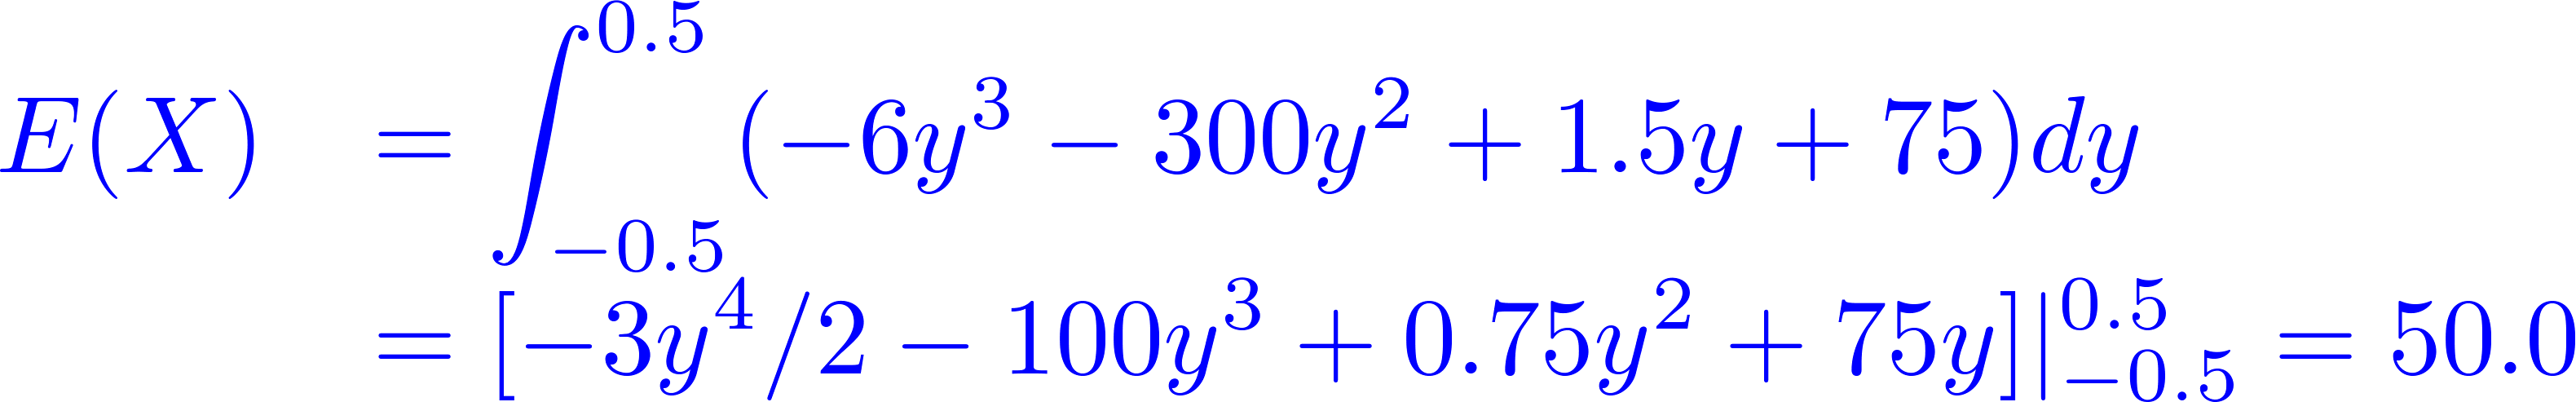 E(X) = ∫_{-0.5}^{0.5} (−6y^3 − 300y^2 + 1.5y + 75)dy
= [−3y^4/2 − 100y^3 + 0.75y^2 + 75y]|_{−0.5}^{0.5} = 50.0